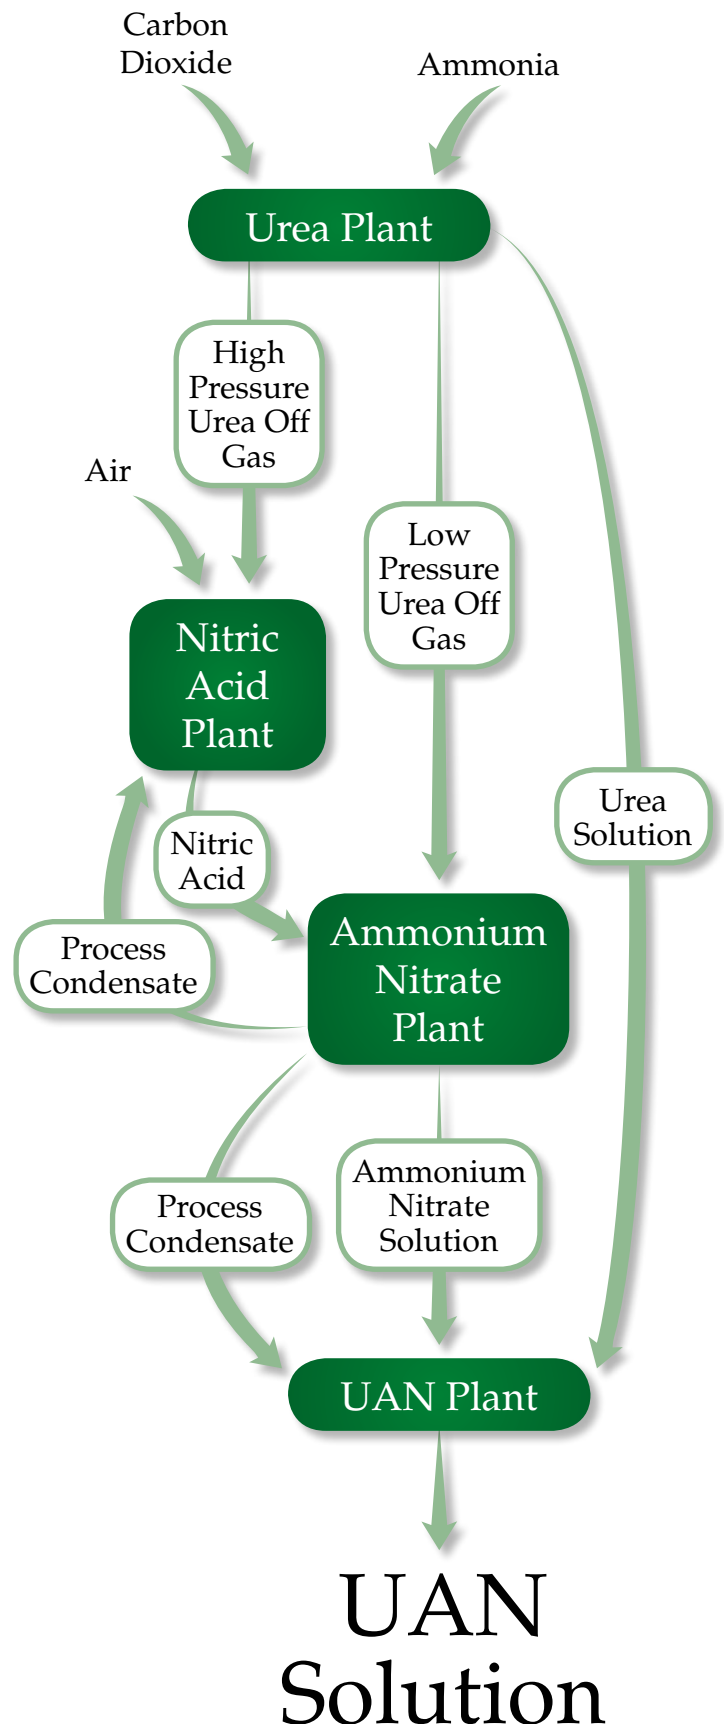 Carbon
Dioxide
Ammonia
Urea Plant
High
Pressure
Urea Off
Gas
Air
Low
Pressure
Urea Off
Gas
Nitric
Acid
Plant
Urea
Solution
Nitric
Acid
Process
Condensate
Ammonium
Nitrate
Plant
Process
Condensate
Ammonium
Nitrate
Solution
UAN Plant
UAN
Solution